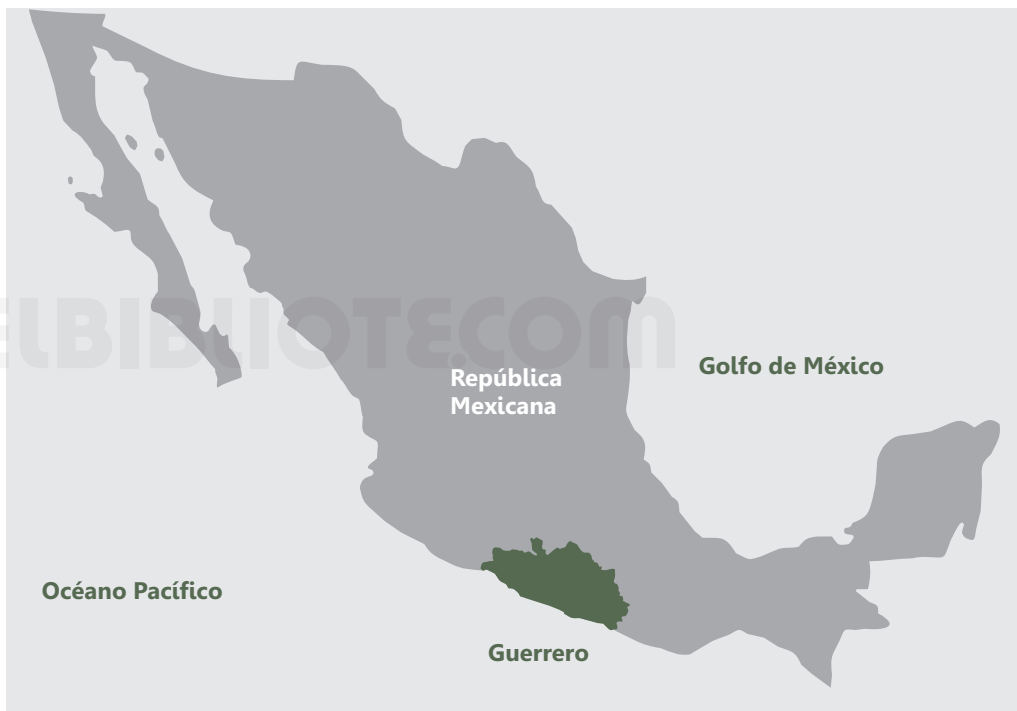 ELBIBLIOTE.COM
República
Mexicana
Golfo de México
Océano Pacífico
Guerrero